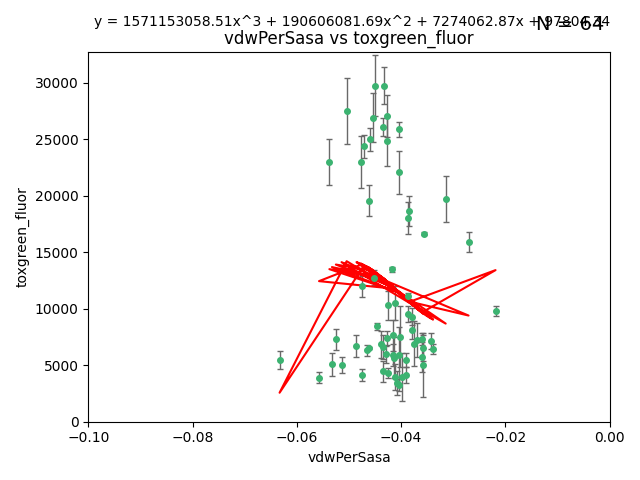 y = 1571153058.51x^3 + 190606081.69x^2 + 7274062.87x +
N = 64
vdwPerSasa vs toxgreen_fluor
30000
25000
20000
15000
10000
5000
0
toxgreen_fluor
−0.10 −0.08 −0.06 −0.04 −0.02 0.00
vdwPerSasa